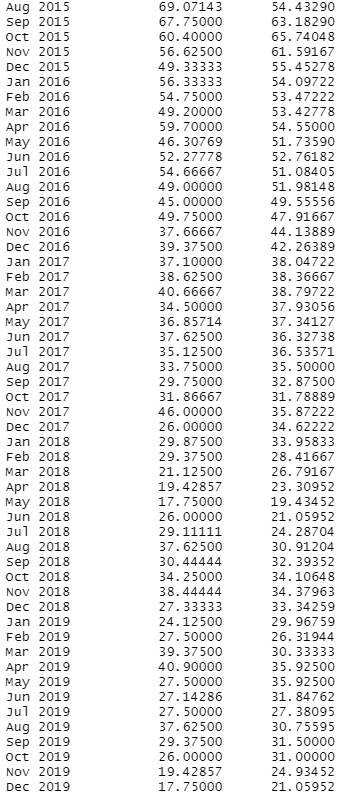 Aug 2015 69.07143 54.43290
Sep 2015 67.75000 63.18290
Oct 2015 60.40000 65.74048
Nov 2015 56.62500 61.59167
Dec 2015 49.33333 55.45278
Jan 2016 56.33333 54.09722
Feb 2016 54.75000 53.47222
Mar 2016 49.20000 53.42778
Apr 2016 59.70000 54.55000
May 2016 46.30769 51.73590
Jun 2016 52.27778 52.76182
Jul 2016 54.66667 51.08405
Aug 2016 49.00000 51.98148
Sep 2016 45.00000 49.55556
Oct 2016 49.75000 47.91667
Nov 2016 37.66667 44.13889
Dec 2016 39.37500 42.26389
Jan 2017 37.10000 38.04722
Feb 2017 38.62500 38.36667
Mar 2017 40.66667 38.79722
Apr 2017 34.50000 37.93056
May 2017 36.85714 37.34127
Jun 2017 37.62500 36.32738
Jul 2017 35.12500 36.53571
Aug 2017 33.75000 35.50000
Sep 2017 29.75000 32.87500
Oct 2017 31.86667 31.78889
Nov 2017 46.00000 35.87222
Dec 2017 26.00000 34.62222
Jan 2018 29.87500 33.95833
Feb 2018 29.37500 28.41667
Mar 2018 21.12500 26.79167
Apr 2018 19.42857 23.30952
May 2018 17.75000 19.43452
Jun 2018 26.00000 21.05952
Jul 2018 29.11111 24.28704
Aug 2018 37.62500 30.91204
Sep 2018 30.44444 32.39352
Oct 2018 34.25000 34.10648
Nov 2018 38.44444 34.37963
Dec 2018 27.33333 33.34259
Jan 2019 24.12500 29.96759
Feb 2019 27.50000 26.31944
Mar 2019 39.37500 30.33333
Apr 2019 40.90000 35.92500
May 2019 27.50000 35.92500
Jun 2019 27.14286 31.84762
Jul 2019 27.50000 27.38095
Aug 2019 37.62500 30.75595
Sep 2019 29.37500 31.50000
Oct 2019 26.00000 31.00000
Nov 2019 19.42857 24.93452
Dec 2019 17.75000 21.05952